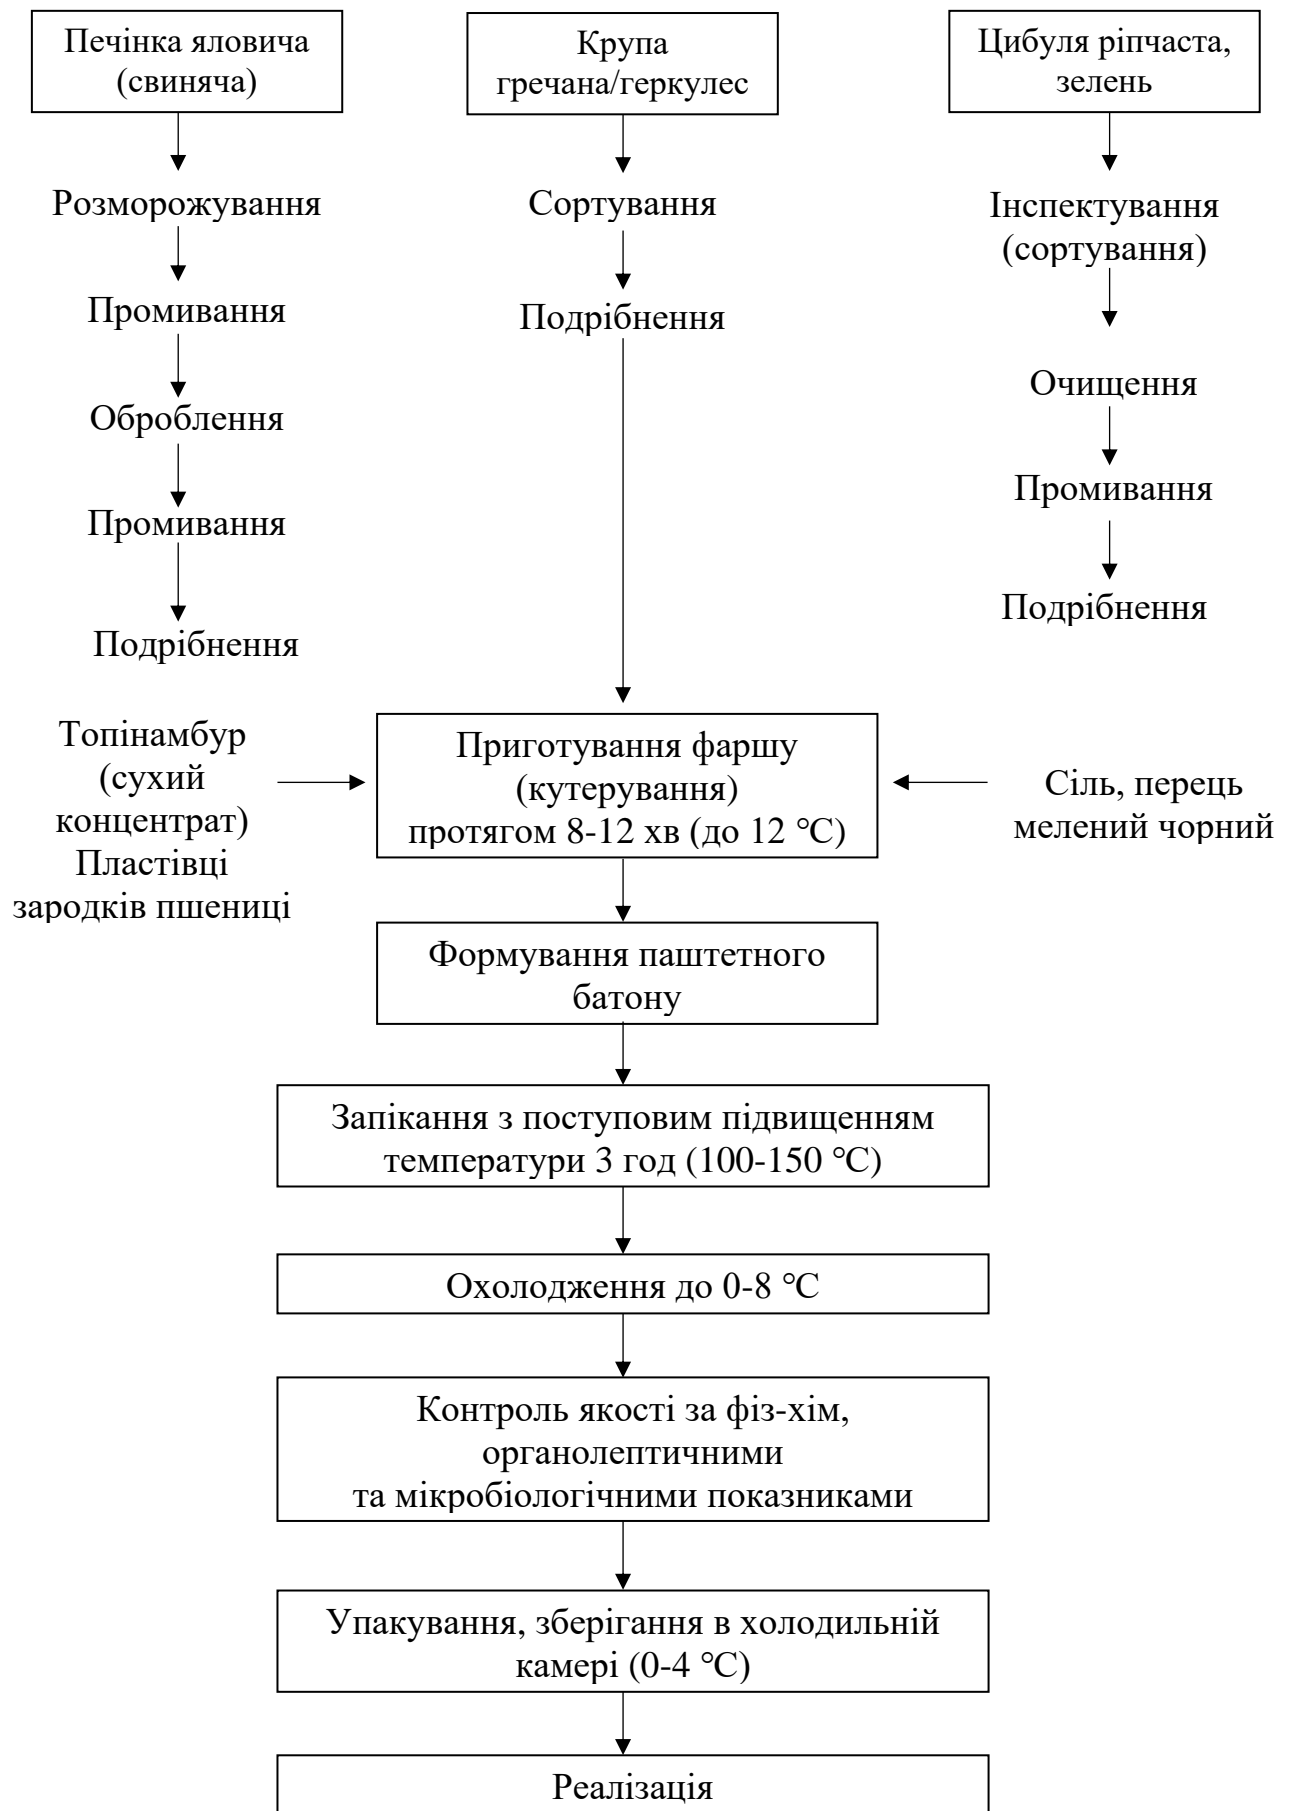 Печінка яловича
(свиняча)
Крупа
гречана/геркулес
Цибуля ріпчаста,
зелень
Розморожування
Сортування
Інспектування
(сортування)
Промивання
Подрібнення
Очищення
Оброблення
Промивання
Промивання
Подрібнення
Подрібнення
Топінамбур
(сухий
концентрат)
Пластівці
зародків пшениці
Приготування фаршу
(кутерування)
протягом 8-12 хв (до 12 °С)
Сіль, перець
мелений чорний
Формування паштетного
батону
Запікання з поступовим підвищенням
температури 3 год (100-150 °С)
Охолодження до 0-8 °С
Контроль якості за фіз-хім,
органолептичними
та мікробіологічними показниками
Упакування, зберігання в холодильній
камері (0-4 °С)
Реалізація